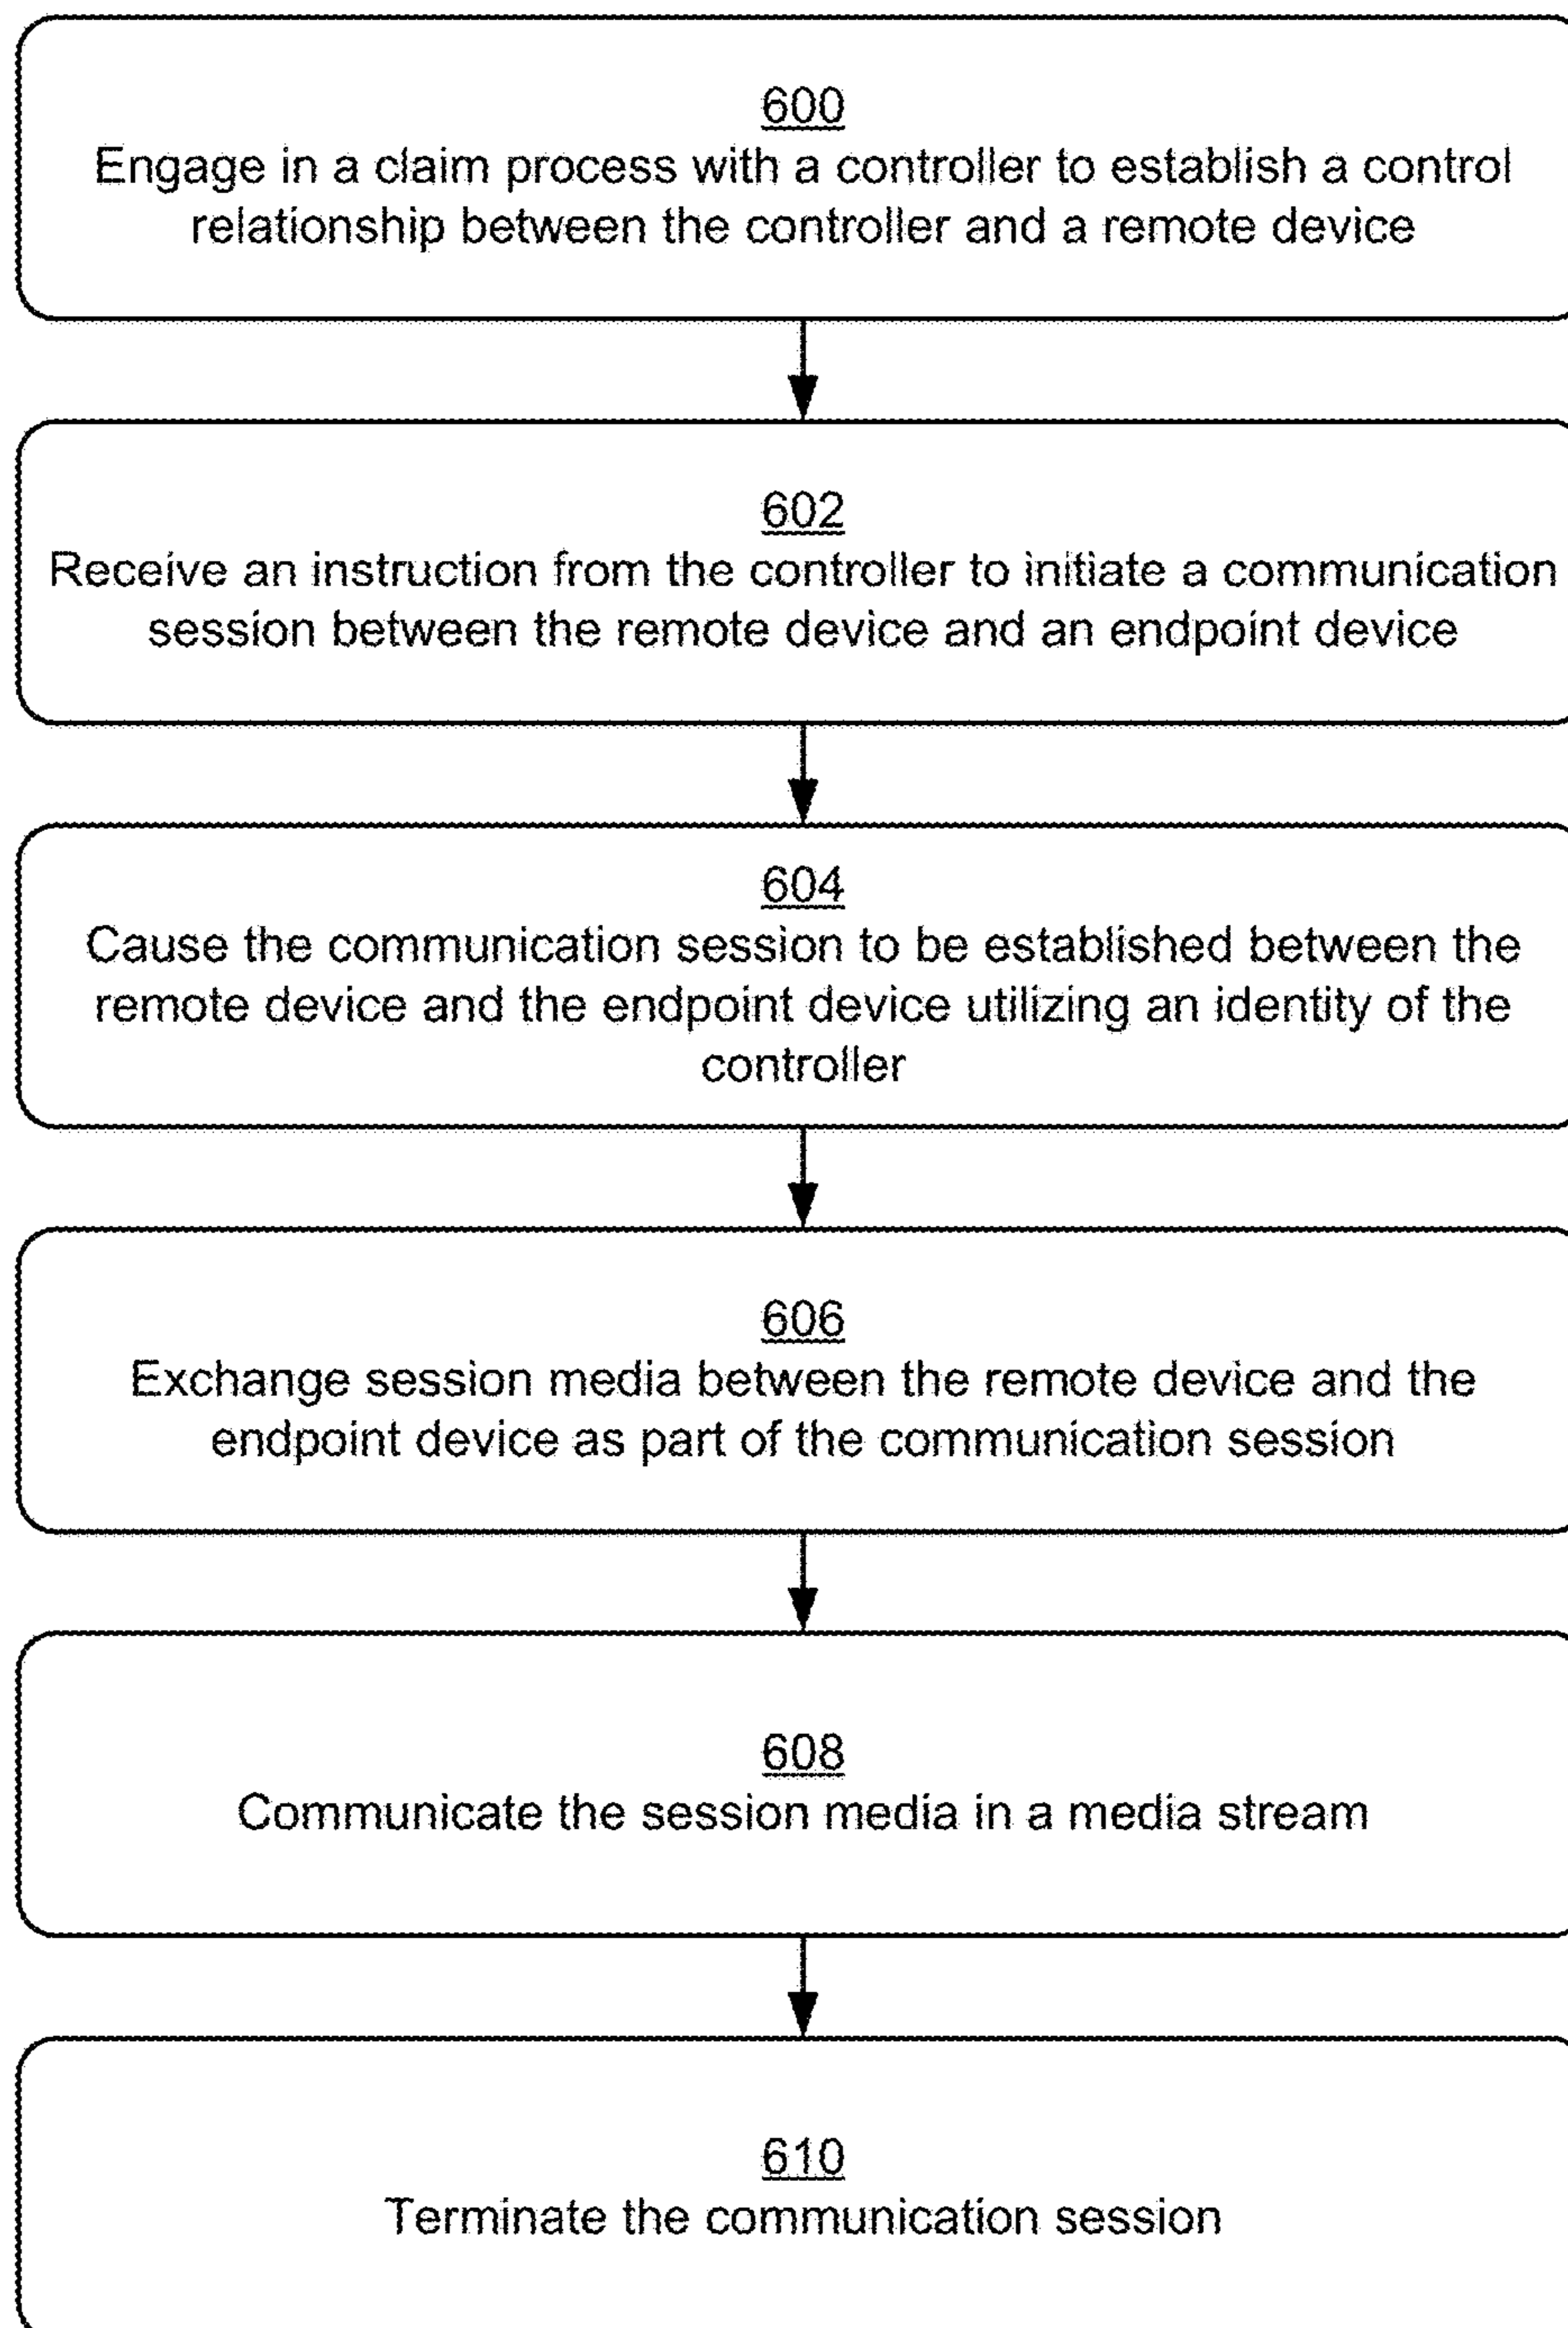 600
Engage in a claim process with a controller to establish a control
relationship between the controller and a remote device
602
Receive an instruction from the controller to initiate a communication
session between the remote device and an endpoint device
604
Cause the communication session to be established between the
remote device and the endpoint device utilizing an identity of the
controller
606
Exchange session media between the remote device and the
endpoint device as part of the communication session
608
Communicate the session media in a media stream
610
Terminate the communication session